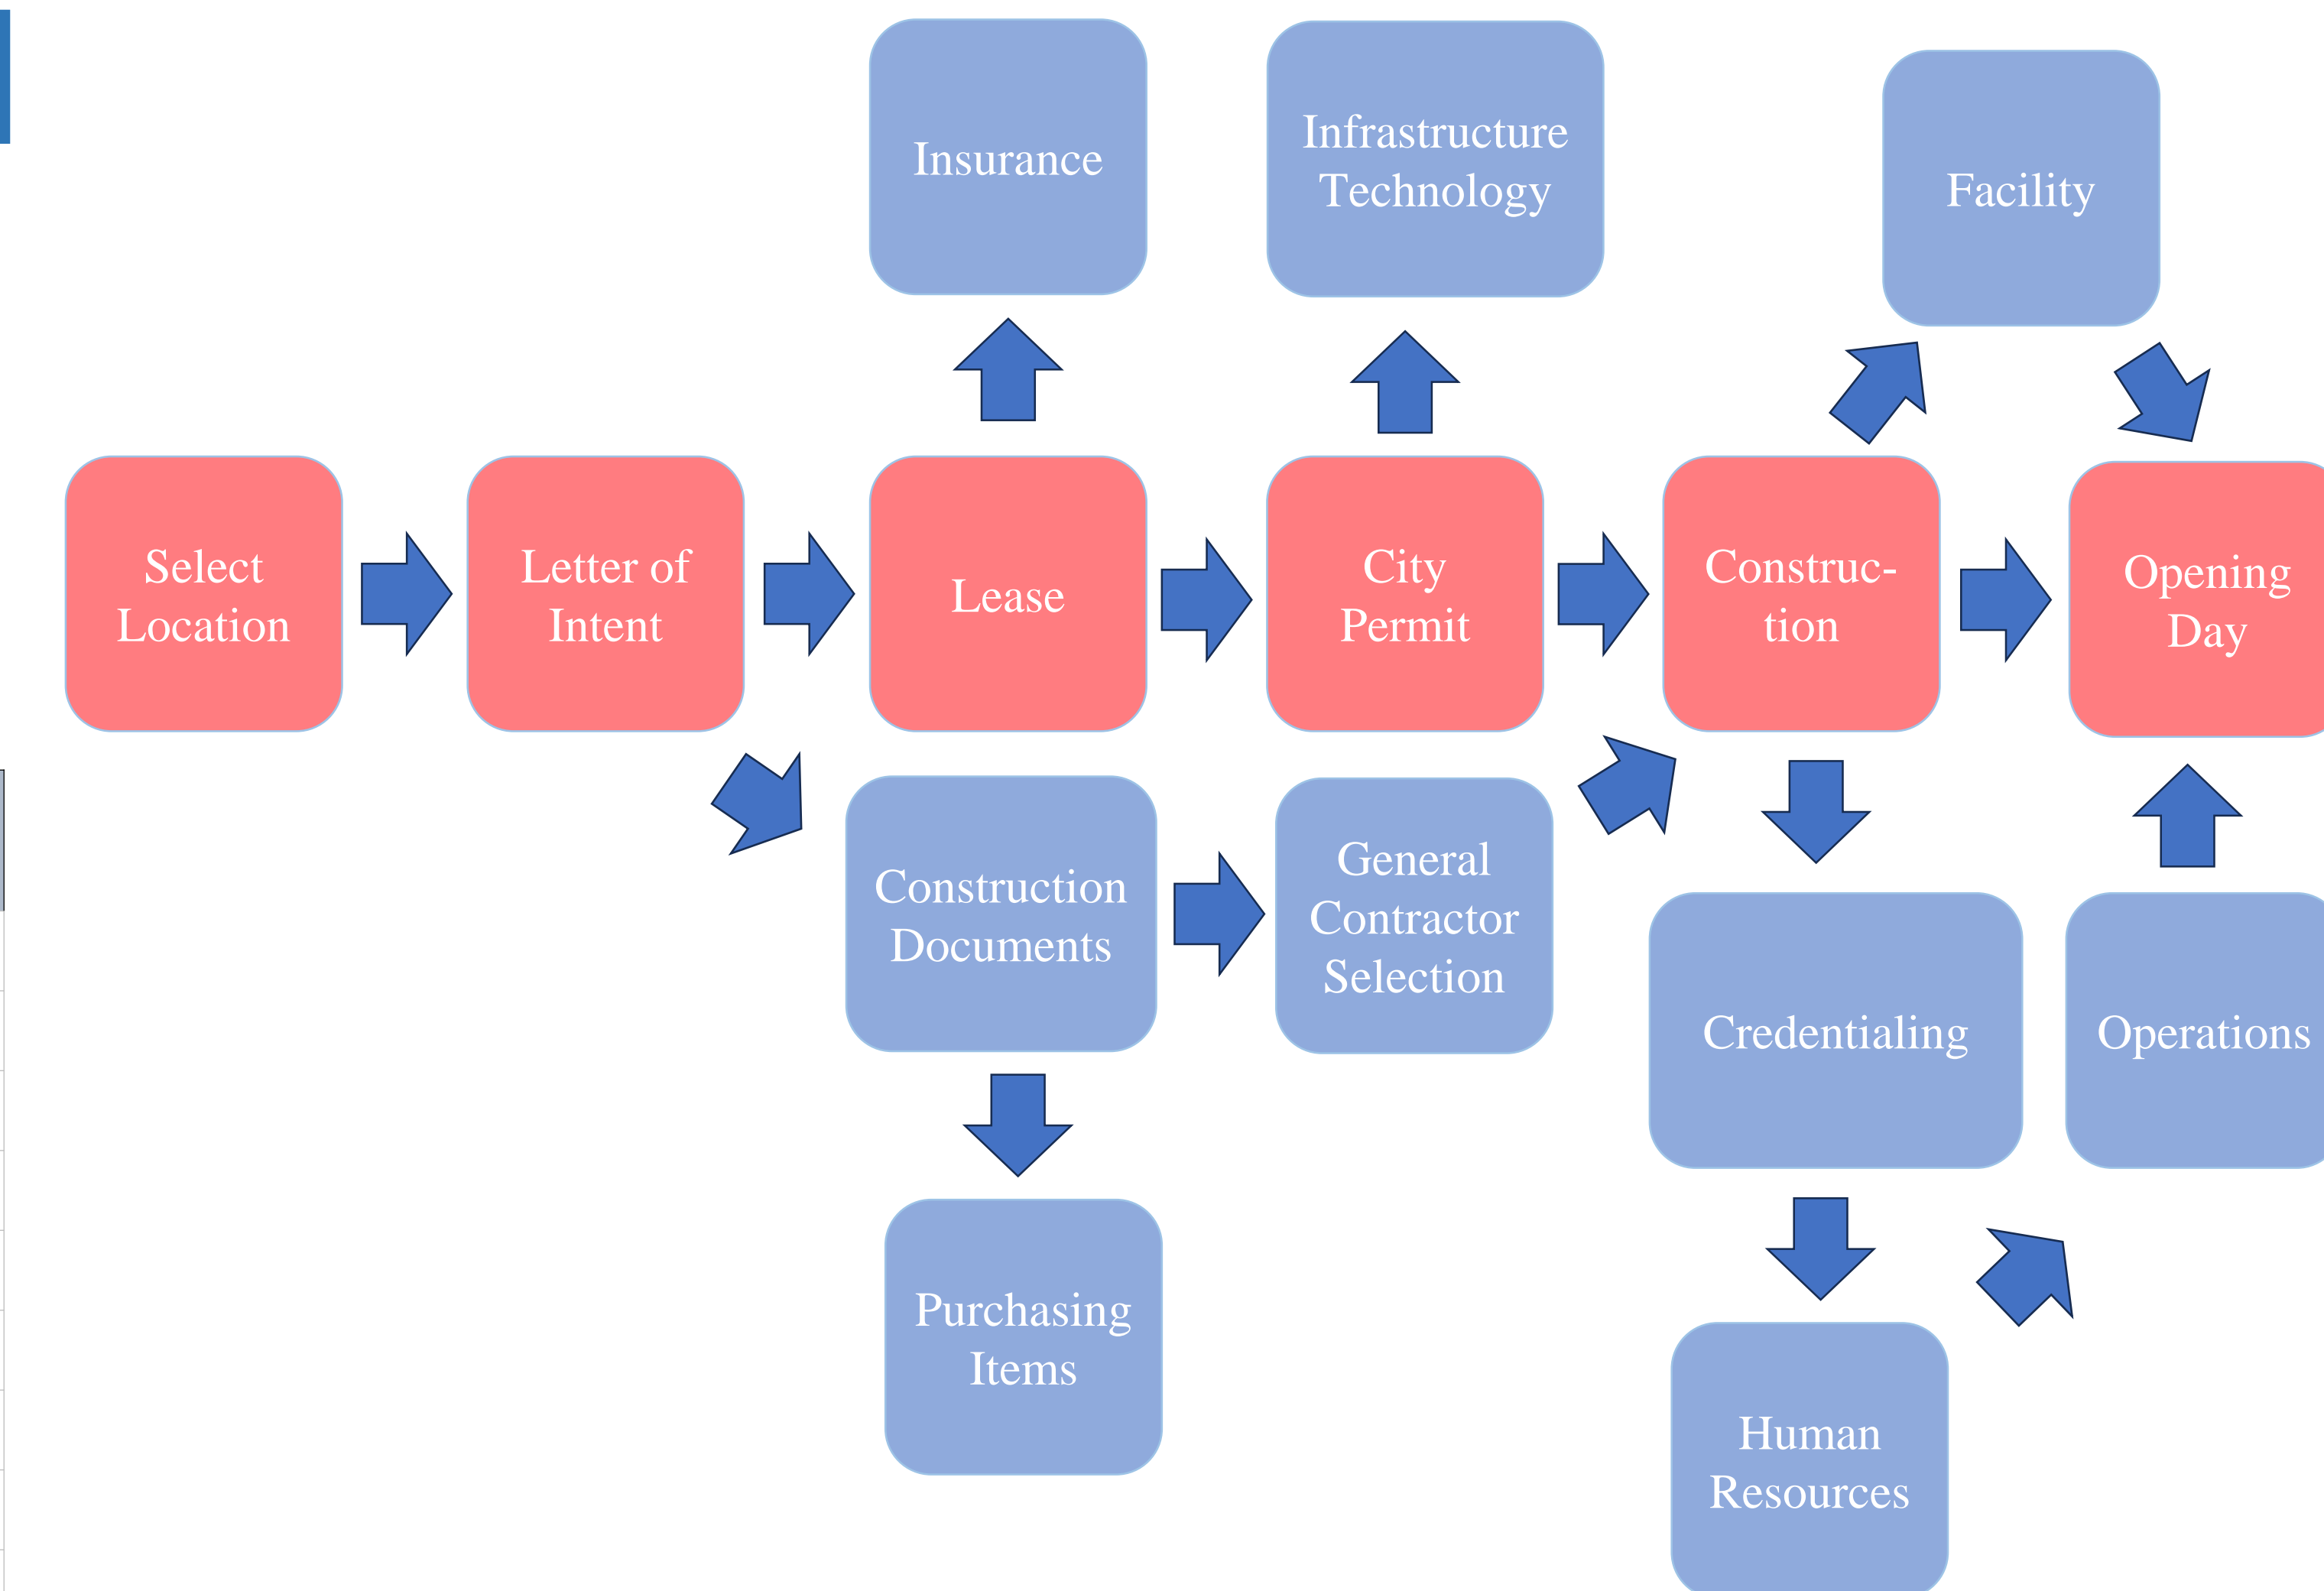 Insurance
Infrastructure
Technology
Facility
Select
Location
Letter of
Intent
Lease
City
Permit
Construc-
tion
Opening
Day
Construction
Documents
General
Contractor
Selection
Credentialing
Operations
Purchasing
Items
Human
Resources